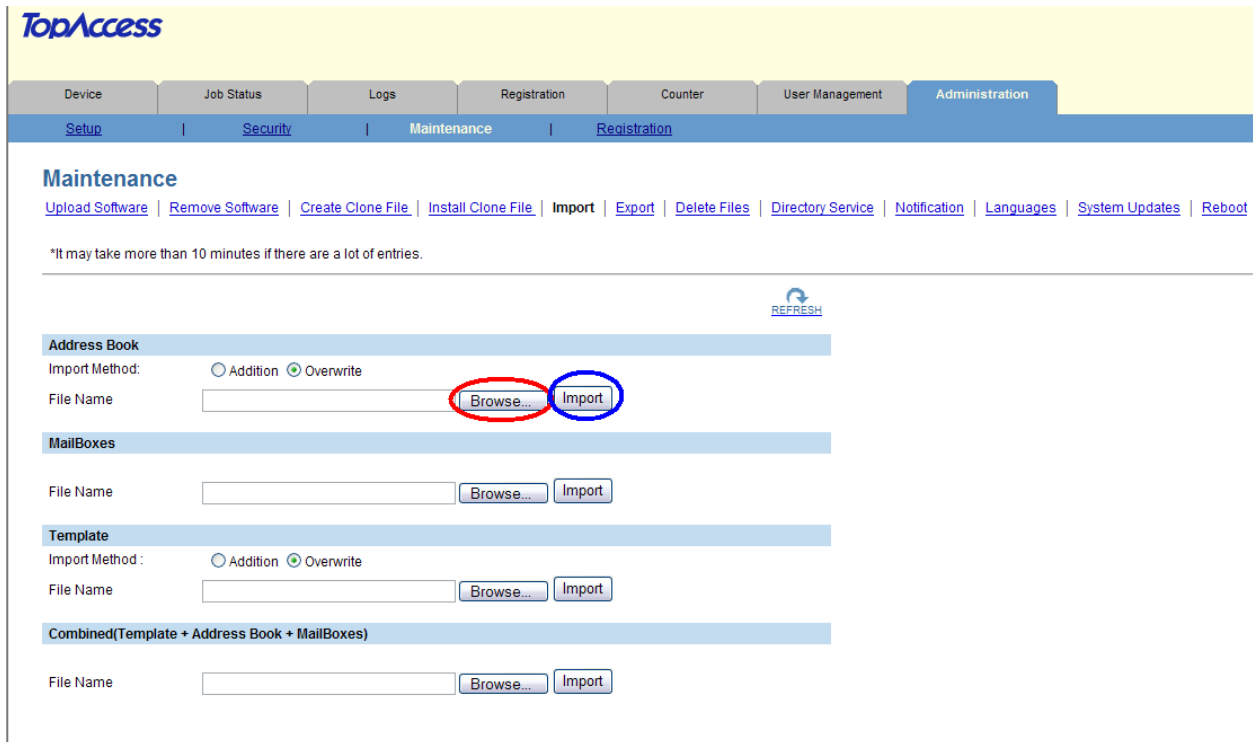 TopAccess
Device Job Status Logs Registration Counter User Management Administration
Setup | Security | Maintenance | Registration
Maintenance
Upload Software | Remove Software | Create Clone File | Install Clone File | Import | Export | Delete Files | Directory Service | Notification | Languages | System Updates | Reboot
*It may take more than 10 minutes if there are a lot of entries.
REFRESH
Address Book
Import Method: Addition Overwrite
File Name Browse... Import
MailBoxes
File Name Browse... Import
Template
Import Method : Addition Overwrite
File Name Browse... Import
Combined(Template + Address Book + MailBoxes)
File Name Browse... Import